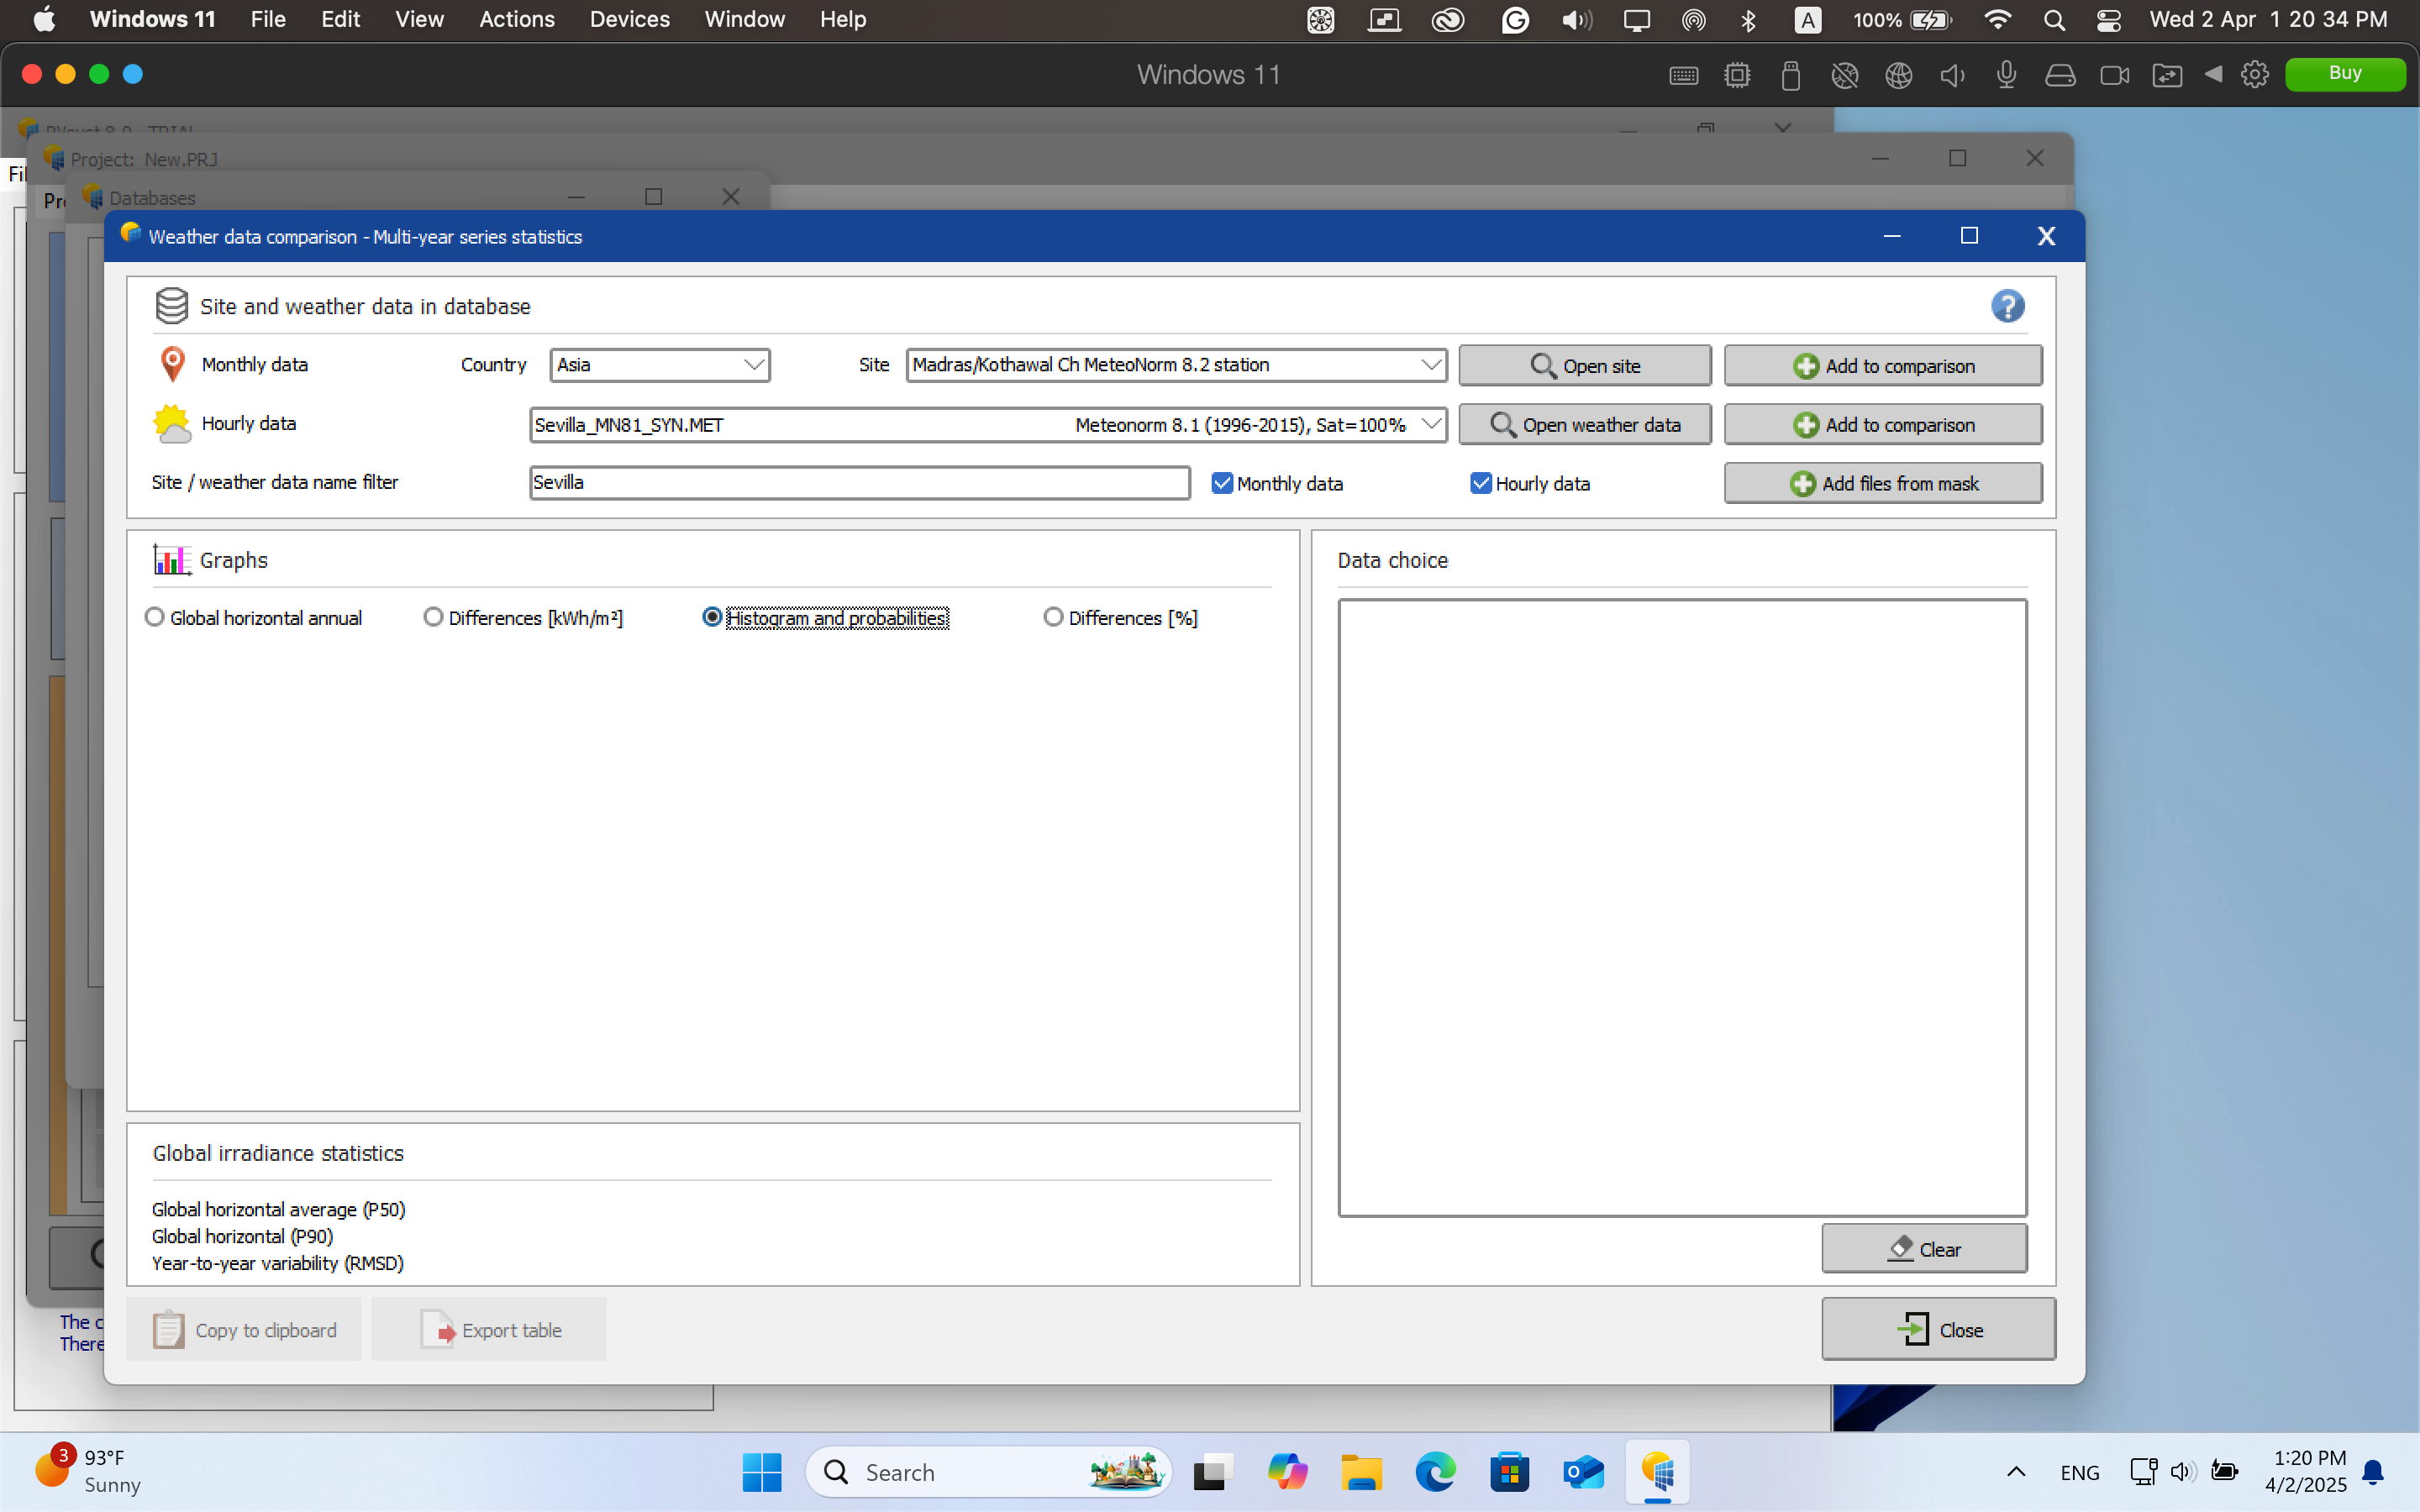 Windows 11 File Edit View Actions Devices Window Help A 100% Wed 2 Apr 1 20 34 PM
Windows 11 Buy
Project: New.PRJ
Databases
Weather data comparison - Multi-year series statistics
Site and weather data in database
Monthly data Country Asia Site Madras/Kothawal Ch MeteoNorm 8.2 station Open site Add to comparison
Hourly data Sevilla_MN81_SYN.MET Meteonorm 8.1 (1996-2015), Sat=100% Open weather data Add to comparison
Site / weather data name filter Sevilla Monthly data Hourly data Add files from mask
Graphs
Global horizontal annual Differences [kWh/m²] Histogram and probabilities Differences [%]
Data choice
Global irradiance statistics
Global horizontal average (P50)
Global horizontal (P90)
Year-to-year variability (RMSD)
Clear
The c
There
Copy to clipboard Export table Close
3 93°F
Sunny
Search
ENG
1:20 PM
4/2/2025